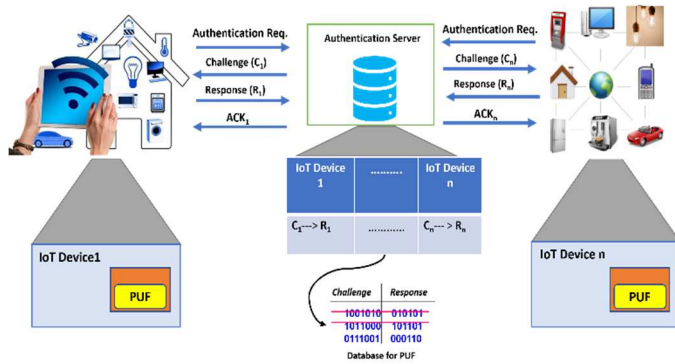 Authentication Req.
Challenge (C1)
Response (R1)
ACK1
Authentication Server
Authentication Req.
Challenge (Cn)
Response (Rn)
ACKn
IoT Device
1
..........
IoT Device
n
C1---> R1
............
Cn---> Rn
IoT Device1
PUF
IoT Device n
PUF
Challenge Response
1001010 010101
1011000 101101
0111001 000110
Database for PUF